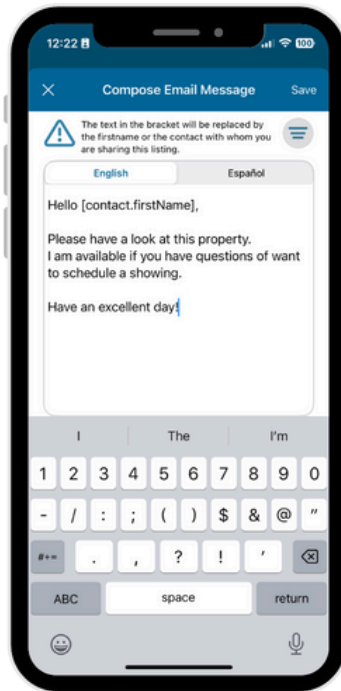 12:22
100
Compose Email Message
Save
The text in the bracket will be replaced by
the firstname or the contact with whom you
are sharing this listing.
English
Español
Hello [contact.firstName],
Please have a look at this property.
I am available if you have questions of want
to schedule a showing.
Have an excellent day!
I The I'm
1 2 3 4 5 6 7 8 9 0
- / : ; ( ) $ & @ "
#+= . , ? ! '
ABC space return